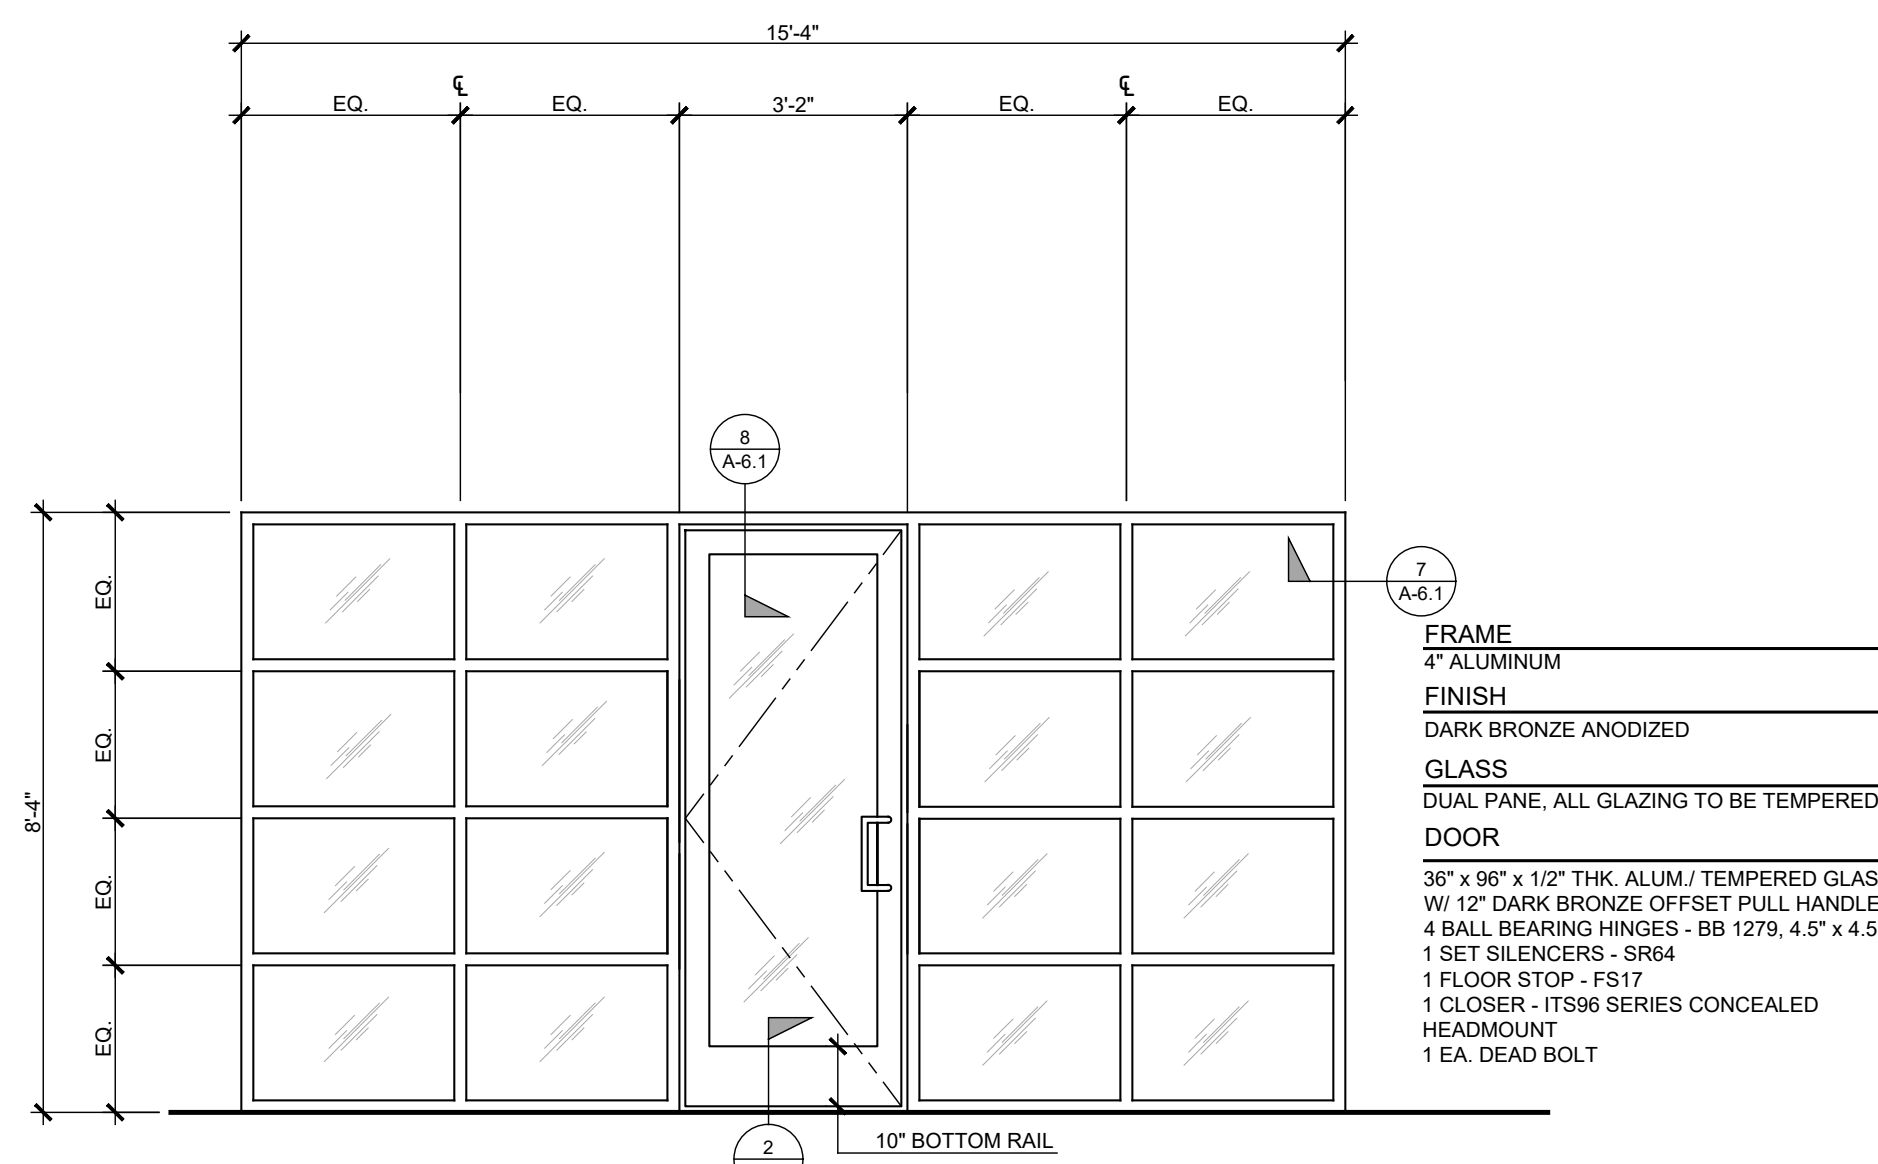 15'-4"
℄ ℄
EQ. EQ. 3'-2" EQ. EQ.
8
A-6.1
7
A-6.1
EQ.
EQ.
8'-4"
EQ.
EQ.
FRAME
4" ALUMINUM
FINISH
DARK BRONZE ANODIZED
GLASS
DUAL PANE, ALL GLAZING TO BE TEMPERED
DOOR
36" x 96" x 1/2" THK. ALUM./ TEMPERED GLAS
W/ 12" DARK BRONZE OFFSET PULL HANDLE
4 BALL BEARING HINGES - BB 1279, 4.5" x 4.5
1 SET SILENCERS - SR64
1 FLOOR STOP - FS17
1 CLOSER - ITS96 SERIES CONCEALED
HEADMOUNT
1 EA. DEAD BOLT
10" BOTTOM RAIL
2